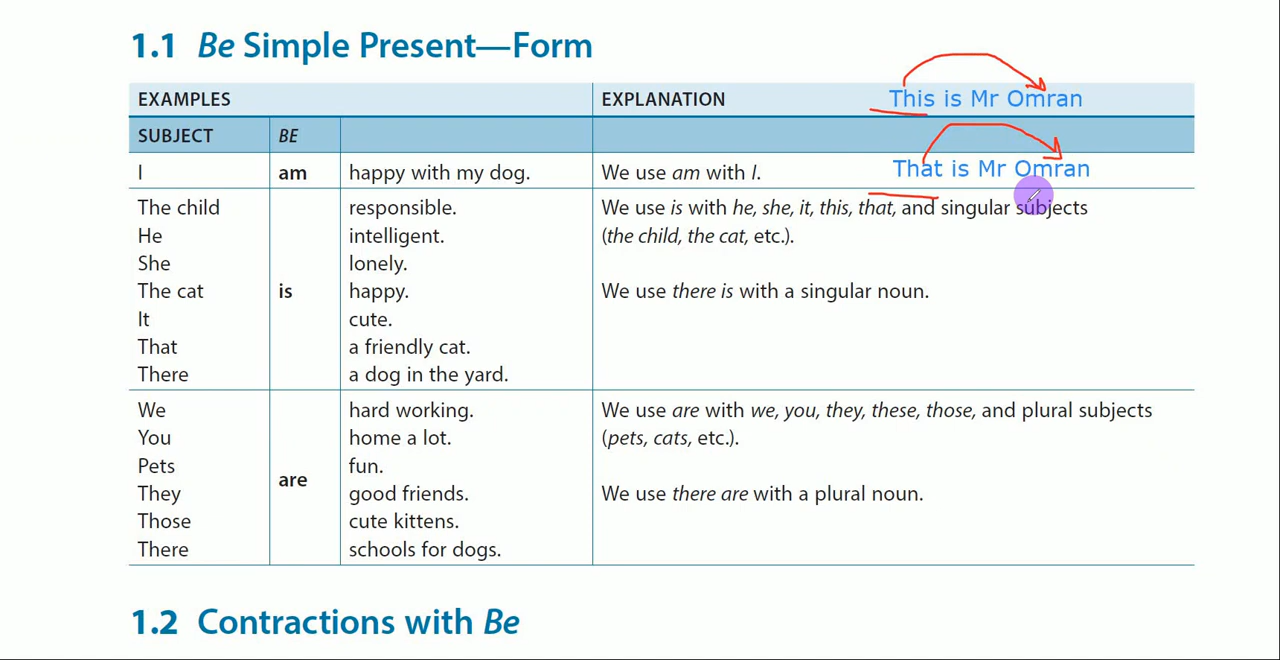 1.1 Be Simple Present—Form
EXAMPLES EXPLANATION This is Mr Omran
SUBJECT BE
I am happy with my dog. We use am with I. That is Mr Omran
The child responsible. We use is with he, she, it, this, that, and singular subjects
He intelligent. (the child, the cat, etc.).
She lonely.
The cat is happy. We use there is with a singular noun.
It cute.
That a friendly cat.
There a dog in the yard.
We hard working. We use are with we, you, they, these, those, and plural subjects
You home a lot. (pets, cats, etc.).
Pets fun.
are
They good friends. We use there are with a plural noun.
Those cute kittens.
There schools for dogs.
1.2 Contractions with Be